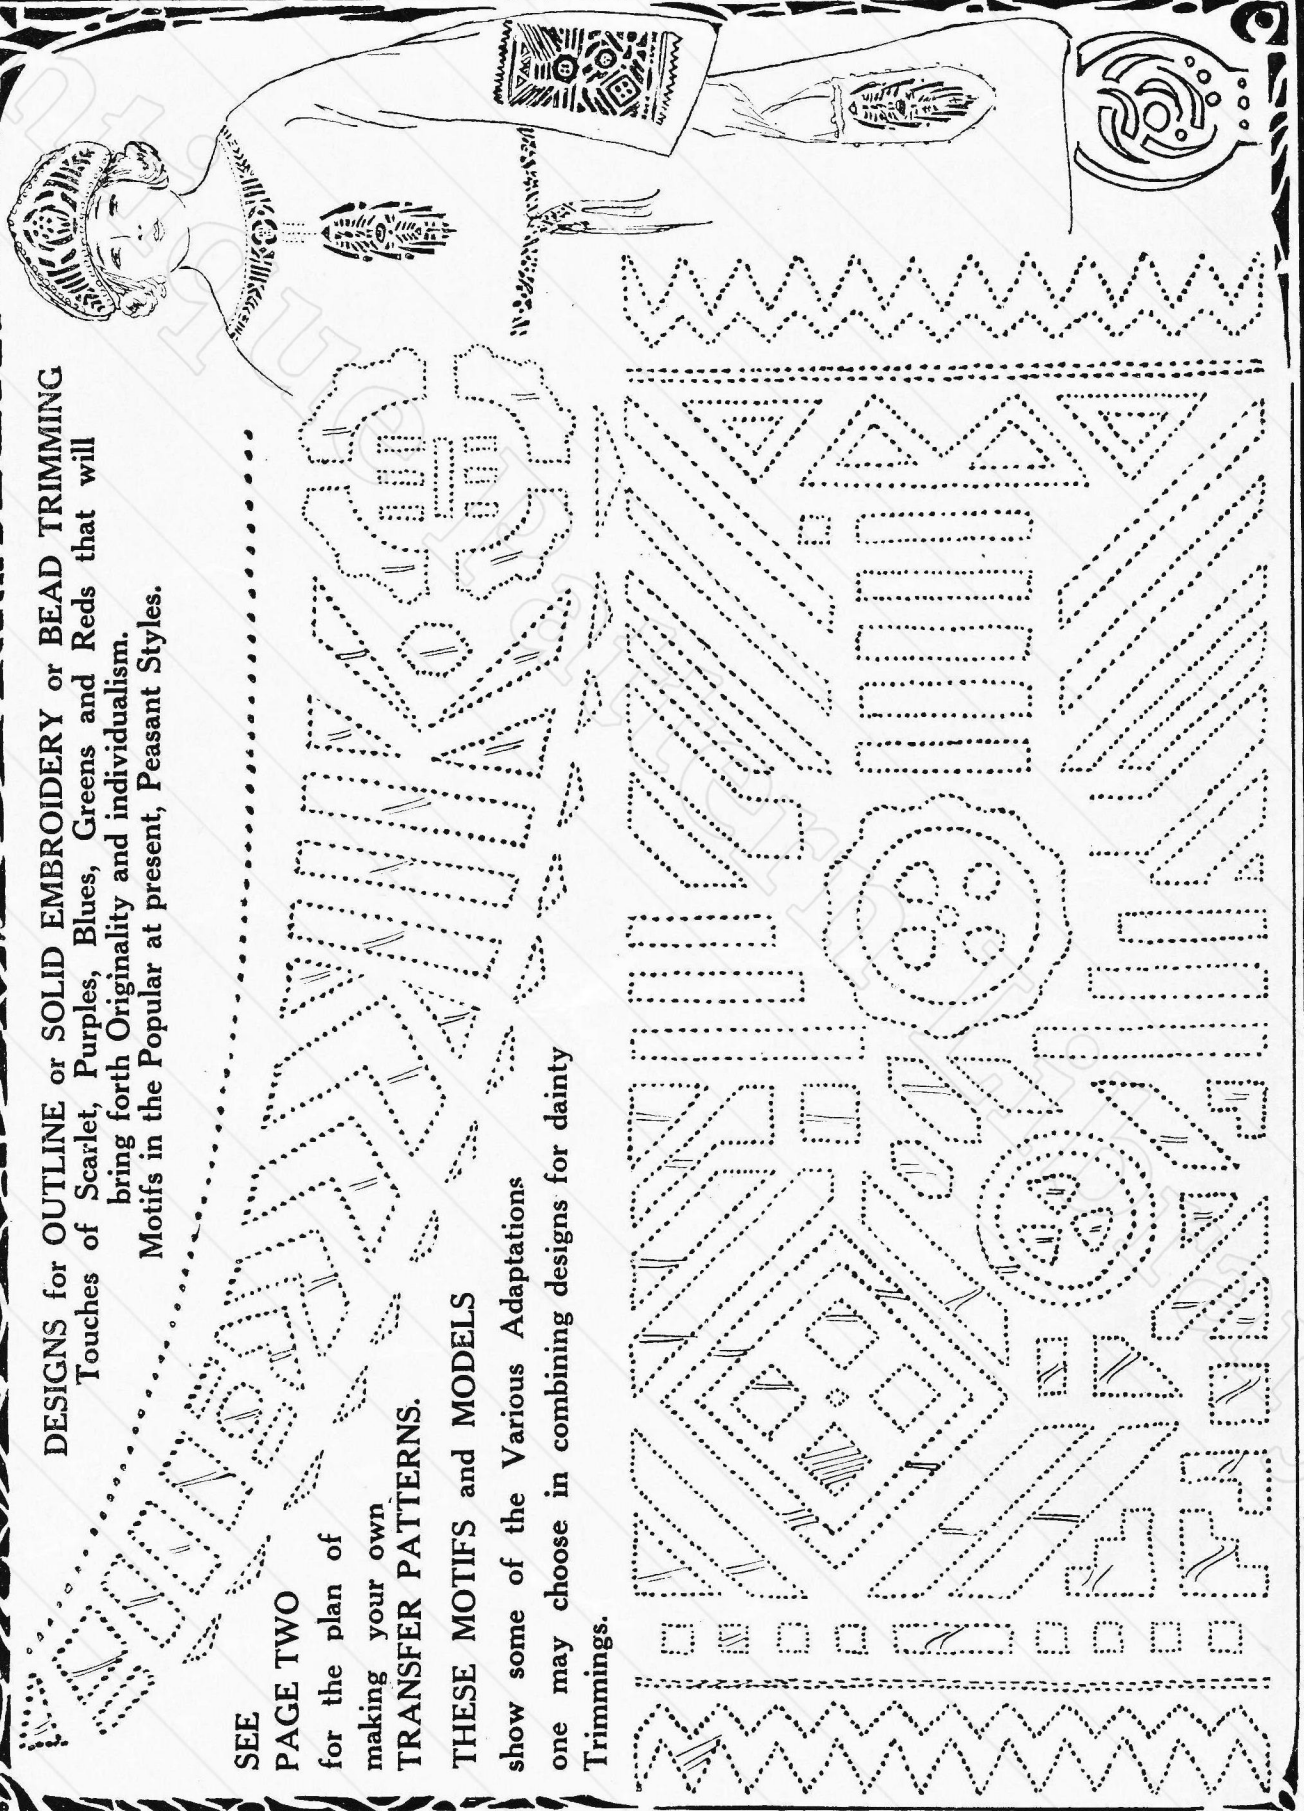 DESIGNS for OUTLINE or SOLID EMBROIDERY or BEAD TRIMMING
Touches of Scarlet, Purples, Blues, Greens and Reds that will
bring forth Originality and individualism.
Motifs in the Popular at present, Peasant Styles.
SEE
PAGE TWO
for the plan of
making your own
TRANSFER PATTERNS.
THESE MOTIFS and MODELS
show some of the Various Adaptations
one may choose in combining designs for dainty
Trimmings.
Antique Pattern Library